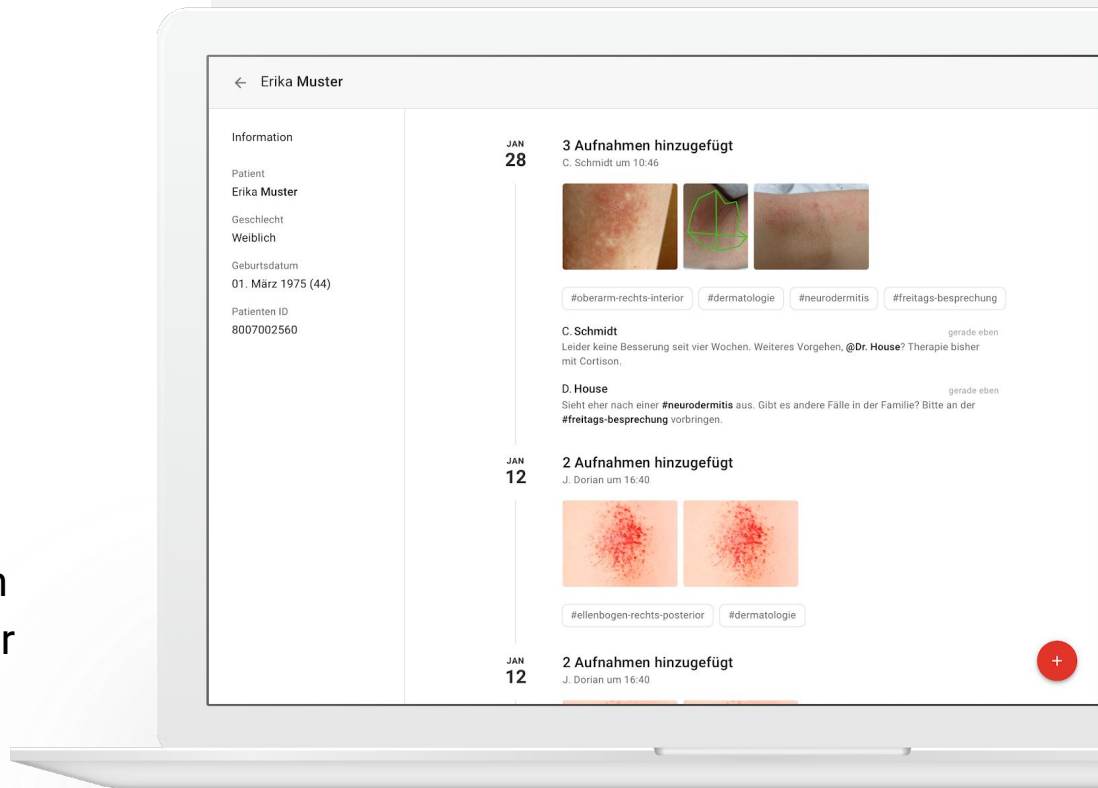 Erika Muster
Information
Patient
Erika Muster
Geschlecht
Weiblich
Geburtsdatum
01. März 1975 (44)
Patienten ID
8007002560
JAN
28
3 Aufnahmen hinzugefügt
C. Schmidt um 10:46
#oberarm-rechts-interior #dermatologie #neurodermitis #freitags-besprechung
C. Schmidt gerade eben
Leider keine Besserung seit vier Wochen. Weiteres Vorgehen, @Dr. House? Therapie bisher
mit Cortison.
D. House gerade eben
Sieht eher nach einer #neurodermitis aus. Gibt es andere Fälle in der Familie? Bitte an der
#freitags-besprechung vorbringen.
JAN
12
2 Aufnahmen hinzugefügt
J. Dorian um 16:40
#ellenbogen-rechts-posterior #dermatologie
JAN
12
2 Aufnahmen hinzugefügt
J. Dorian um 16:40